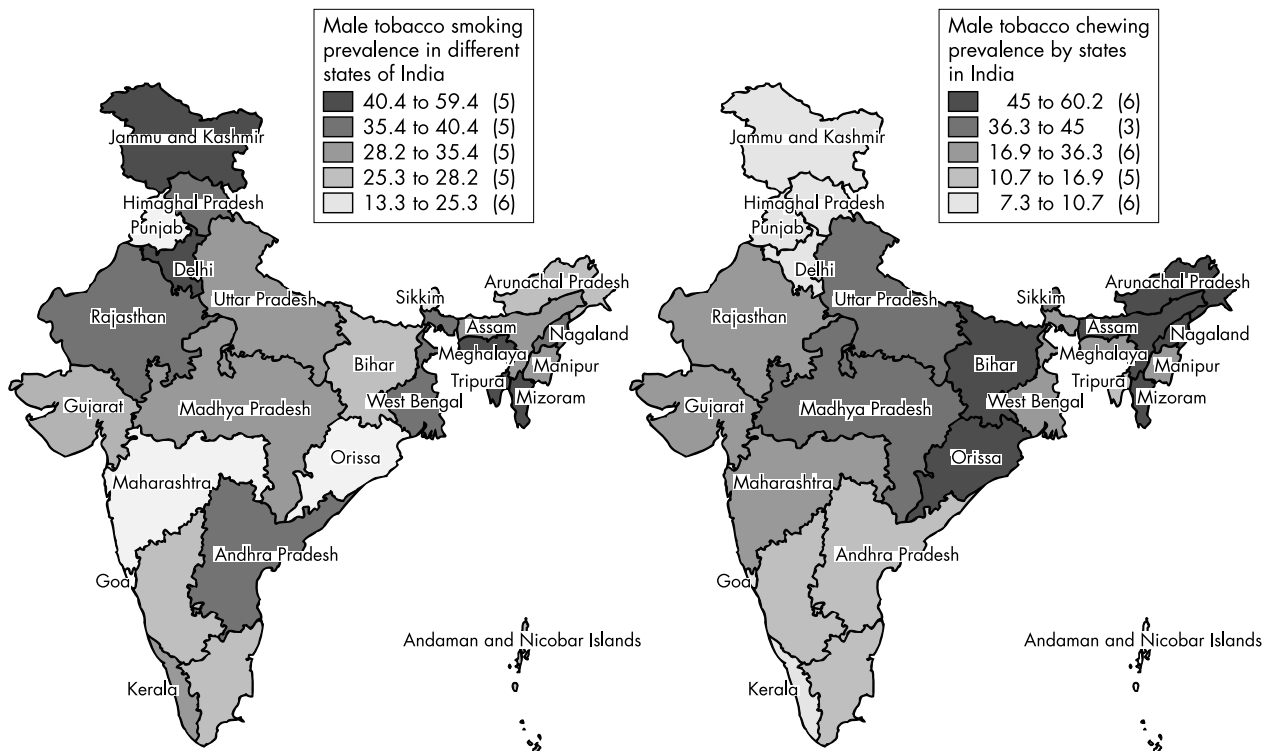 Male tobacco smoking
prevalence in different
states of India
40.4 to 59.4 (5)
35.4 to 40.4 (5)
28.2 to 35.4 (5)
25.3 to 28.2 (5)
13.3 to 25.3 (6)
Jammu and Kashmir
Himaghal Pradesh
Punjab
Delhi
Arunachal Pradesh
Uttar Pradesh
Sikkim
Rajasthan
Assam
Nagaland
Meghalaya
Bihar
Manipur
Tripura
West Bengal
Mizoram
Gujarat
Madhya Pradesh
Orissa
Maharashtra
Andhra Pradesh
Goa
Andaman and Nicobar Islands
Kerala
Male tobacco chewing
prevalence by states
in India
45 to 60.2 (6)
36.3 to 45 (3)
16.9 to 36.3 (6)
10.7 to 16.9 (5)
7.3 to 10.7 (6)
Jammu and Kashmir
Himaghal Pradesh
Punjab
Delhi
Arunachal Pradesh
Uttar Pradesh
Sikkim
Rajasthan
Assam
Nagaland
Meghalaya
Bihar
Manipur
Tripura
West Bengal
Mizoram
Gujarat
Madhya Pradesh
Orissa
Maharashtra
Andhra Pradesh
Goa
Andaman and Nicobar Islands
Kerala